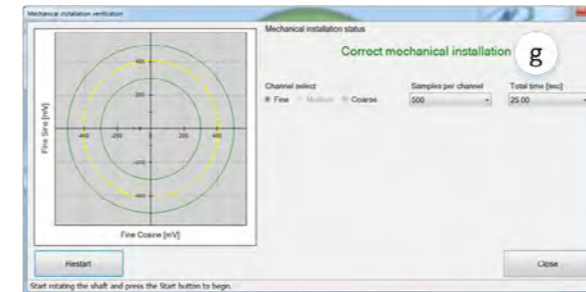 Mechanical installation verification
Mechanical installation status
Correct mechanical installation
g
Channel select
Samples per channel
Total time [sec]
Fine Medium Coarse
500
25.00
Fine Sine [mV]
400
200
-400 -200 0 200 400
-200
-400
Fine Cosine [mV]
Restart
Close
Start rotating the shaft and press the Start button to begin.